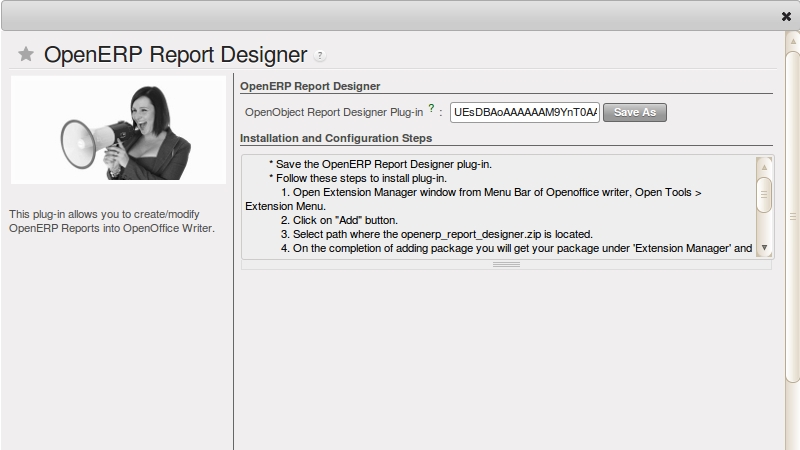 OpenERP Report Designer ?
This plug-in allows you to create/modify
OpenERP Reports into OpenOffice Writer.
OpenERP Report Designer
OpenObject Report Designer Plug-in ? : UEsDBAoAAAAAAM9YnT0AA Save As
Installation and Configuration Steps
* Save the OpenERP Report Designer plug-in.
* Follow these steps to install plug-in.
1. Open Extension Manager window from Menu Bar of Openoffice writer, Open Tools >
Extension Menu.
2. Click on "Add" button.
3. Select path where the openerp_report_designer.zip is located.
4. On the completion of adding package you will get your package under 'Extension Manager' and